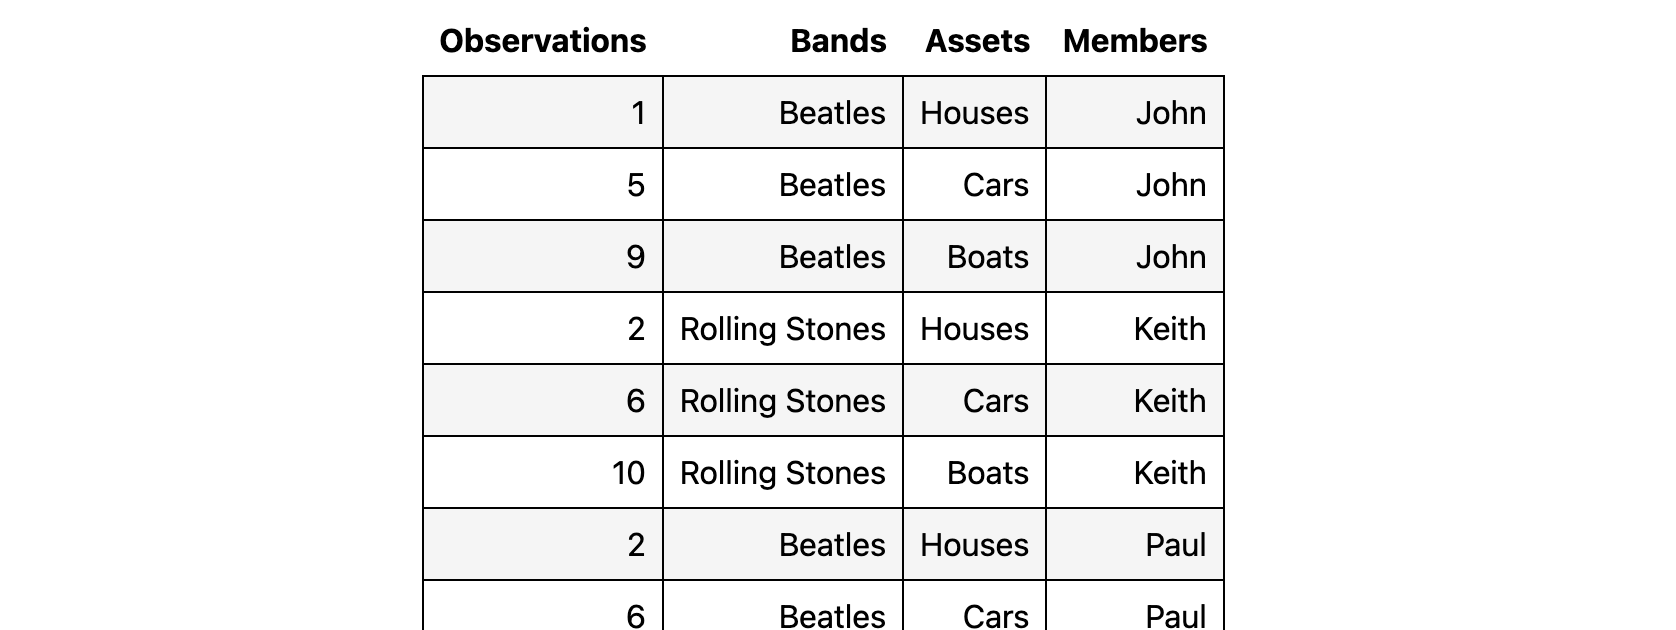 Observations Bands Assets Members
1 Beatles Houses John
5 Beatles Cars John
9 Beatles Boats John
2 Rolling Stones Houses Keith
6 Rolling Stones Cars Keith
10 Rolling Stones Boats Keith
2 Beatles Houses Paul
6 Beatles Cars Paul